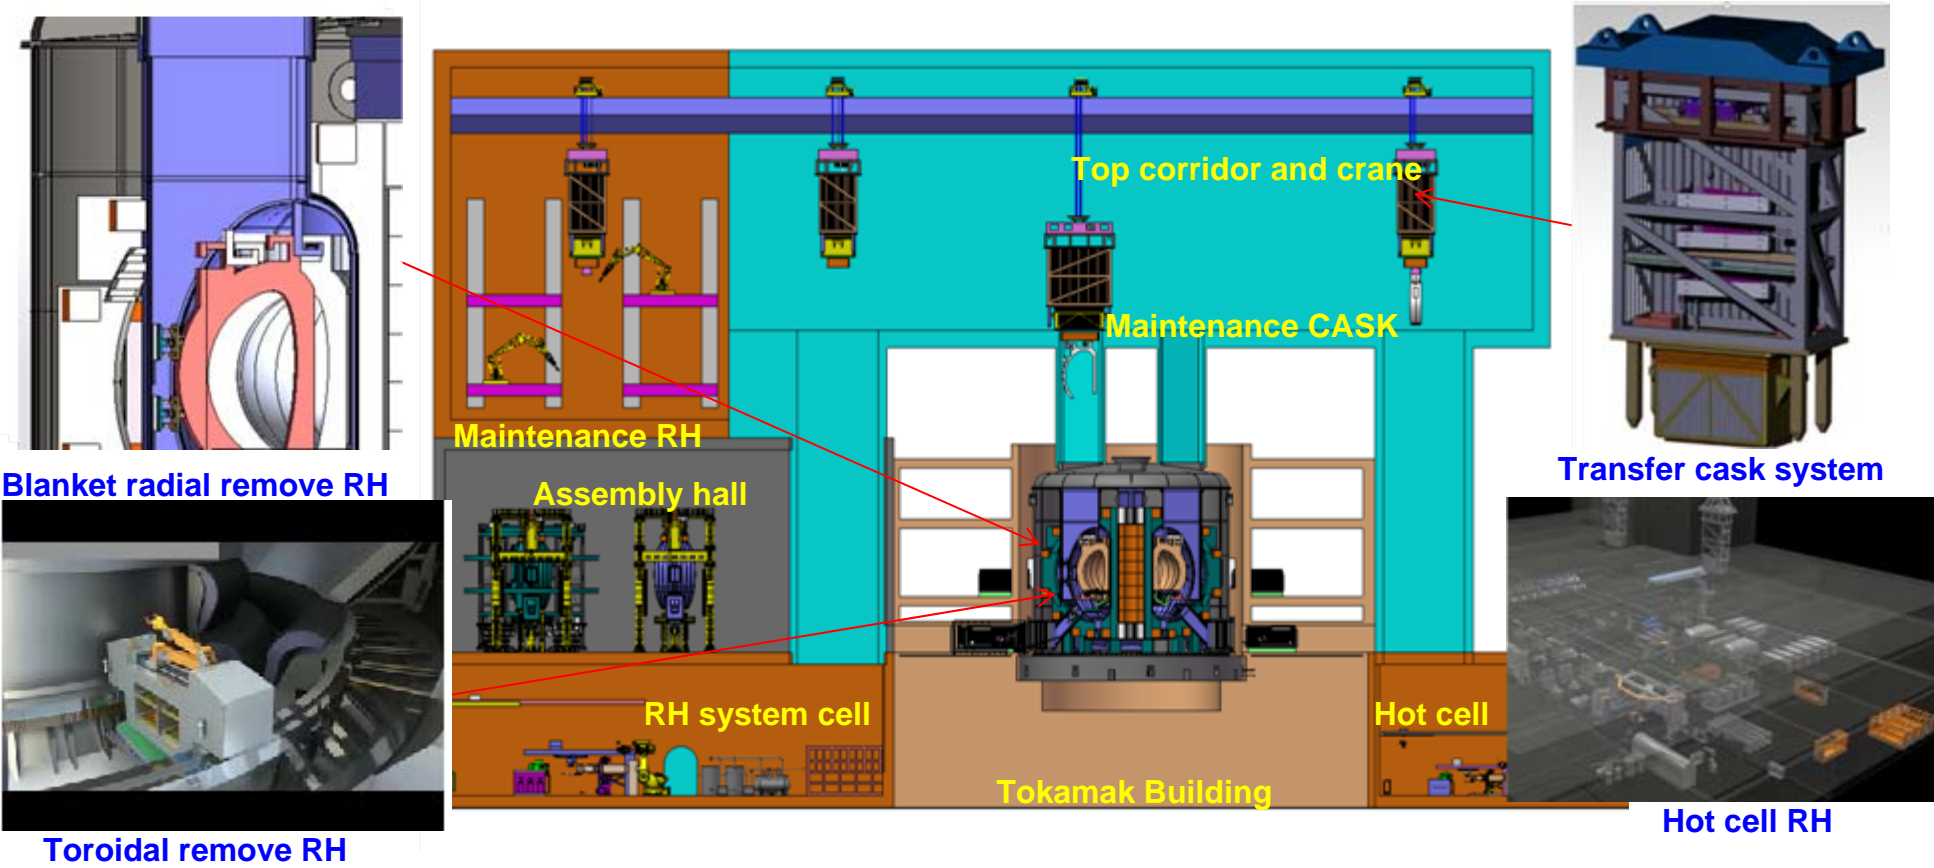 Top corridor and crane
Maintenance CASK
Maintenance RH
Blanket radial remove RH
Assembly hall
Transfer cask system
RH system cell
Hot cell
Tokamak Building
Hot cell RH
Toroidal remove RH